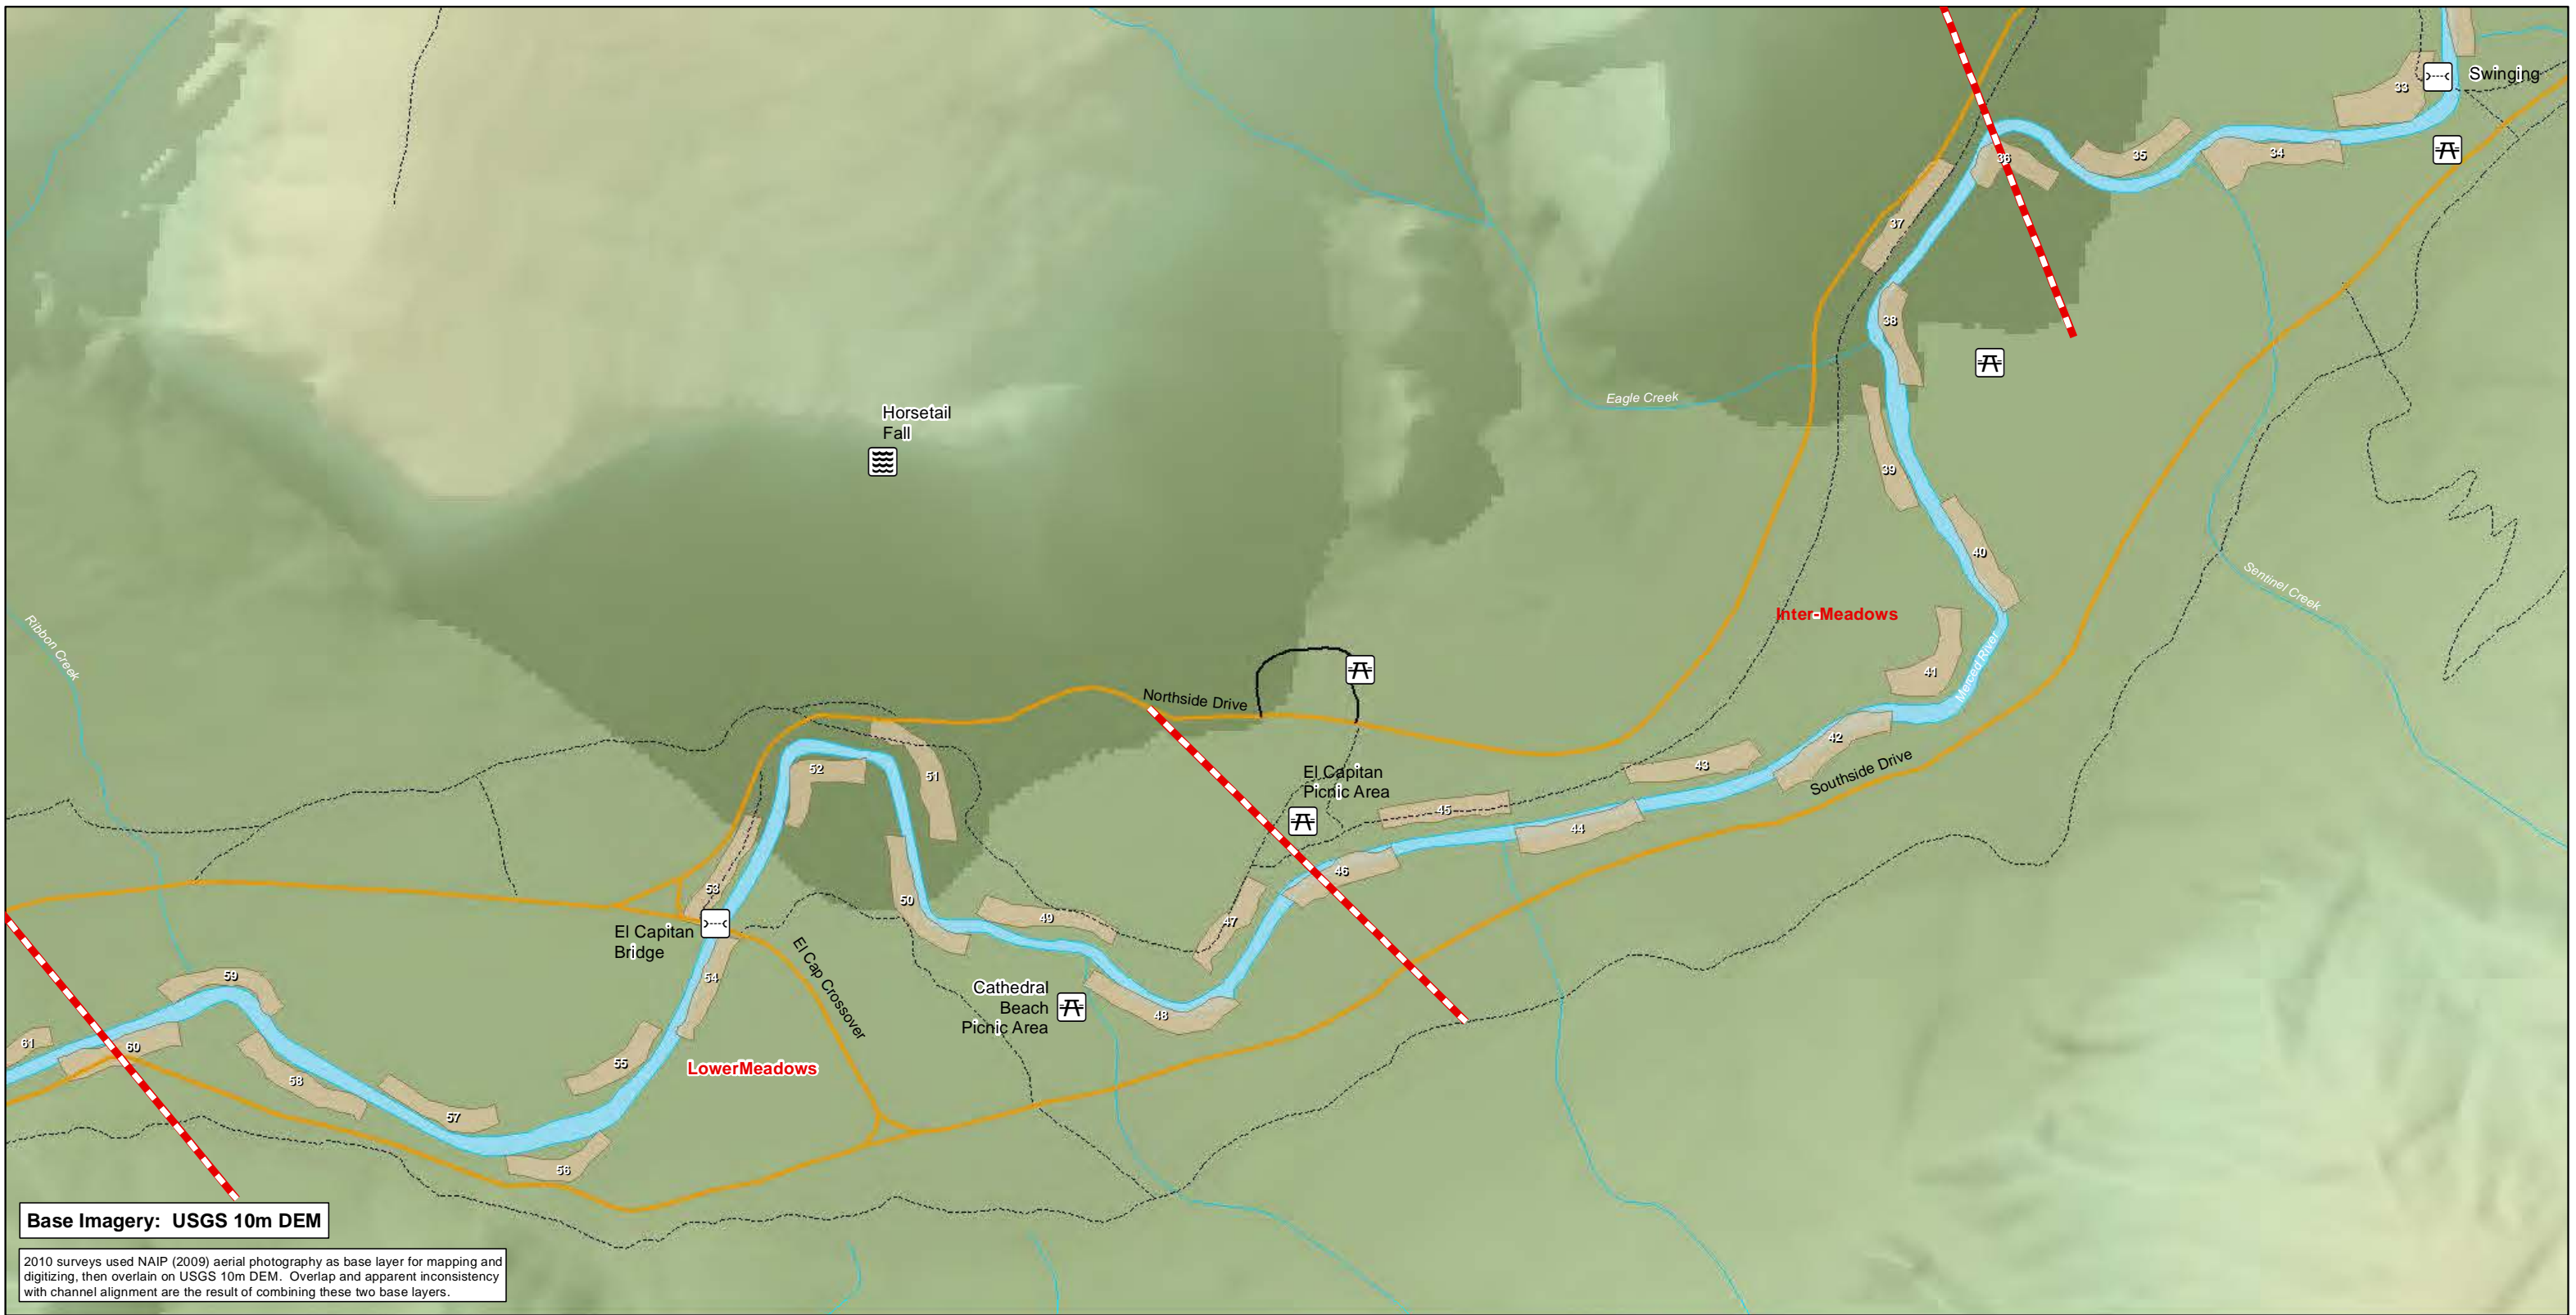 Swinging
33
34
35
36
37
38
Eagle Creek
Horsetail
Fall
39
40
Sentinel Creek
Inter-Meadows
Ribbon Creek
41
Merced River
Northside Drive
42
Southside Drive
43
El Capitan
Picnic Area
44
45
46
47
48
49
50
51
52
53
El Capitan
Bridge
El Cap Crossover
Cathedral
Beach
Picnic Area
54
55
LowerMeadows
56
57
58
59
60
61
Base Imagery: USGS 10m DEM
2010 surveys used NAIP (2009) aerial photography as base layer for mapping and
digitizing, then overlain on USGS 10m DEM. Overlap and apparent inconsistency
with channel alignment are the result of combining these two base layers.